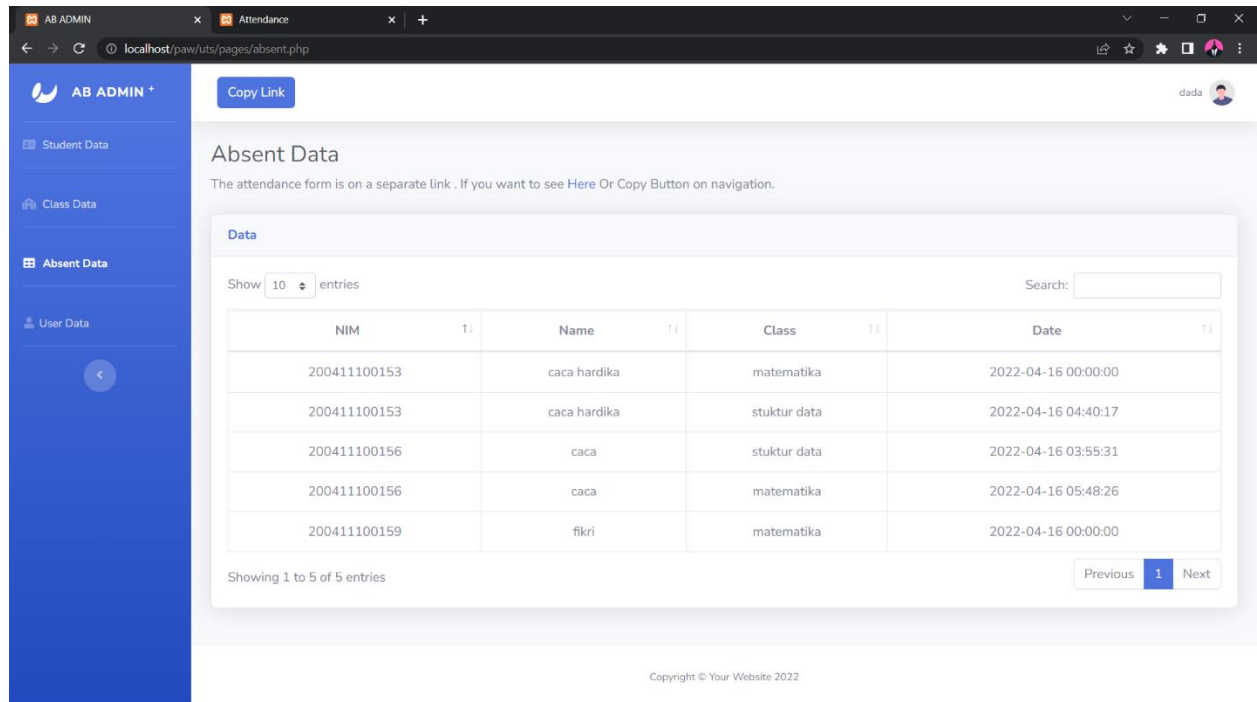 AB ADMIN
Attendance
localhost/paw/uts/pages/absent.php
AB ADMIN +
Copy Link
dada
Student Data
Class Data
Absent Data
User Data
Absent Data
The attendance form is on a separate link . If you want to see Here Or Copy Button on navigation.
Data
Show 10 entries
Search:
NIM Name Class Date
200411100153 caca hardika matematika 2022-04-16 00:00:00
200411100153 caca hardika stuktur data 2022-04-16 04:40:17
200411100156 caca stuktur data 2022-04-16 03:55:31
200411100156 caca matematika 2022-04-16 05:48:26
200411100159 fikri matematika 2022-04-16 00:00:00
Showing 1 to 5 of 5 entries
Previous 1 Next
Copyright © Your Website 2022